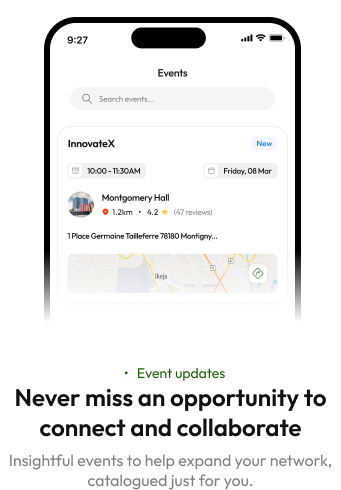 9:27
Events
Search events...
InnovateX
New
10:00 - 11:30AM
Friday, 08 Mar
Montgomery Hall
1.2km • 4.2 (47 reviews)
1 Place Germaine Tailleferre 78180 Montigny...
Ikeja
• Event updates
Never miss an opportunity to
connect and collaborate
Insightful events to help expand your network,
catalogued just for you.